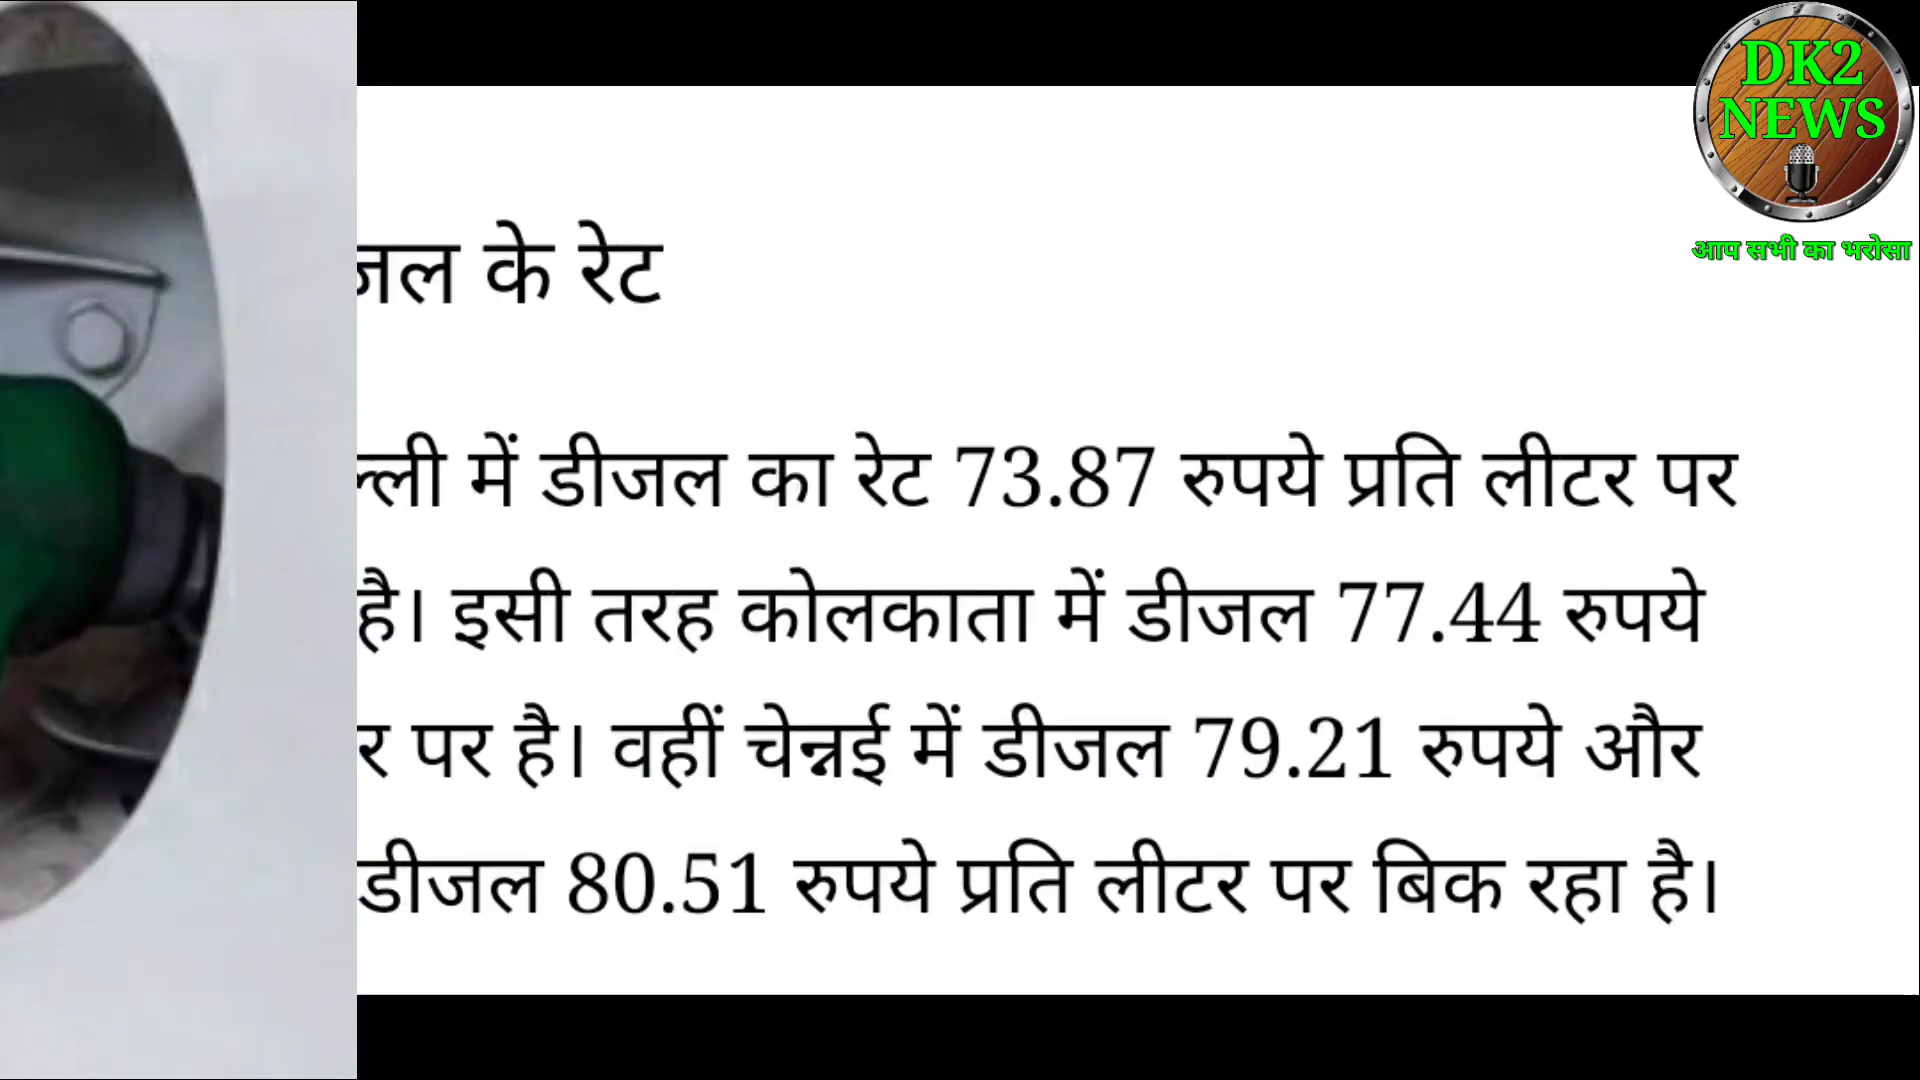 DK2
NEWS
आप सभी का भरोसा
जल के रेट
ल्ली में डीजल का रेट 73.87 रुपये प्रति लीटर पर
है। इसी तरह कोलकाता में डीजल 77.44 रुपये
र पर है। वहीं चेन्नई में डीजल 79.21 रुपये और
डीजल 80.51 रुपये प्रति लीटर पर बिक रहा है।